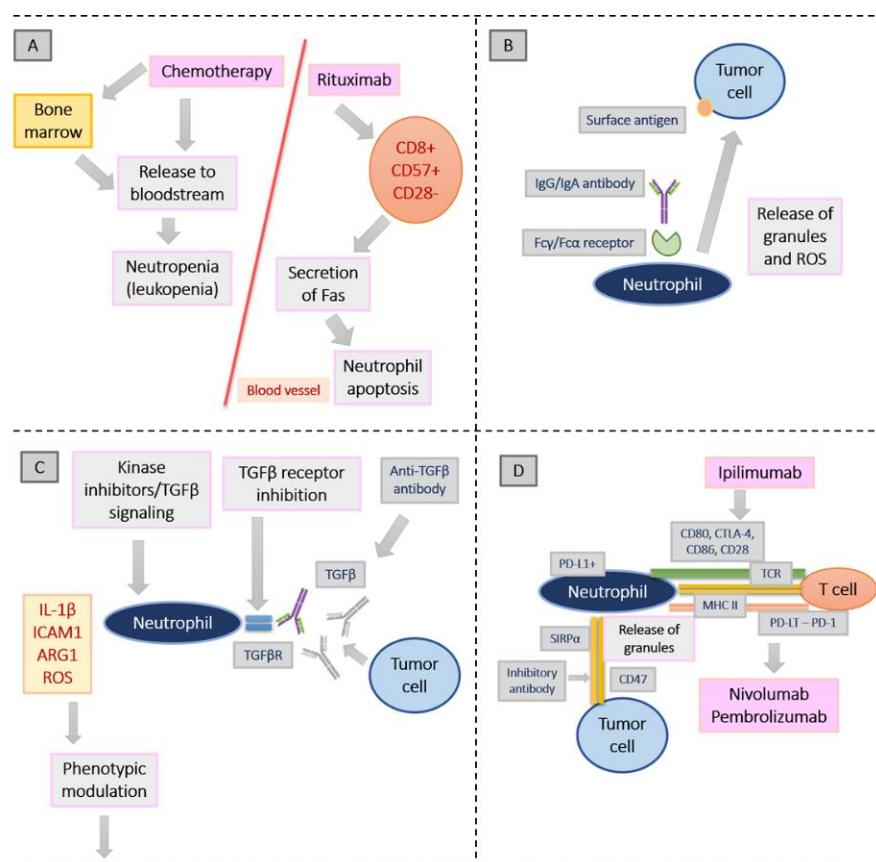 A
Chemotherapy
Bone
marrow
Release to
bloodstream
Neutropenia
(leukopenia)
Rituximab
CD8+
CD57+
CD28-
Secretion
of Fas
Neutrophil
apoptosis
Blood vessel
B
Tumor
cell
Surface antigen
IgG/IgA antibody
Fcγ/Fcα receptor
Neutrophil
Release of
granules
and ROS
C
Kinase
inhibitors/TGFβ
signaling
TGFβ receptor
inhibition
Anti-TGFβ
antibody
TGFβ
Neutrophil
TGFβR
Tumor
cell
IL-1β
ICAM1
ARG1
ROS
Phenotypic
modulation
D
Ipilimumab
CD80, CTLA-4,
CD86, CD28
PD-L1+
TCR
Neutrophil
T cell
MHC II
PD-LT – PD-1
SIRPα
Release of
granules
Inhibitory
antibody
CD47
Tumor
cell
Nivolumab
Pembrolizumab